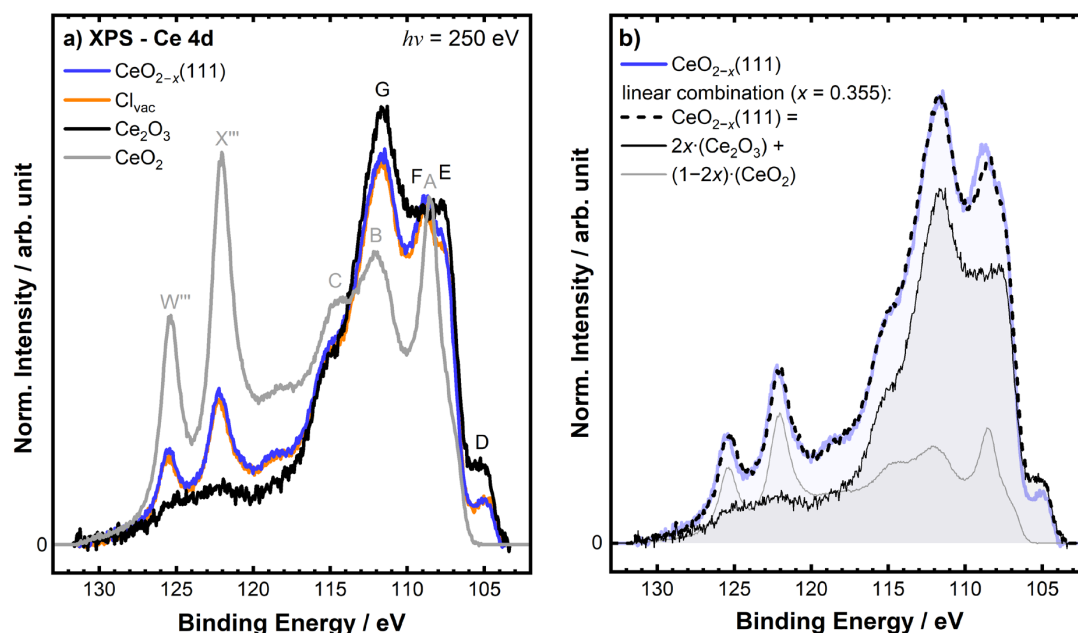 a) XPS - Ce 4d
hν = 250 eV
CeO₂₋ₓ(111)
Clᵥₐc
Ce₂O₃
CeO₂
G
X'''
F
A
E
B
C
W'''
D
0
130
125
120
115
110
105
Binding Energy / eV
Norm. Intensity / arb. unit
b)
CeO₂₋ₓ(111)
linear combination (x = 0.355):
CeO₂₋ₓ(111) =
2x·(Ce₂O₃) +
(1−2x)·(CeO₂)
0
130
125
120
115
110
105
Binding Energy / eV
Norm. Intensity / arb. unit